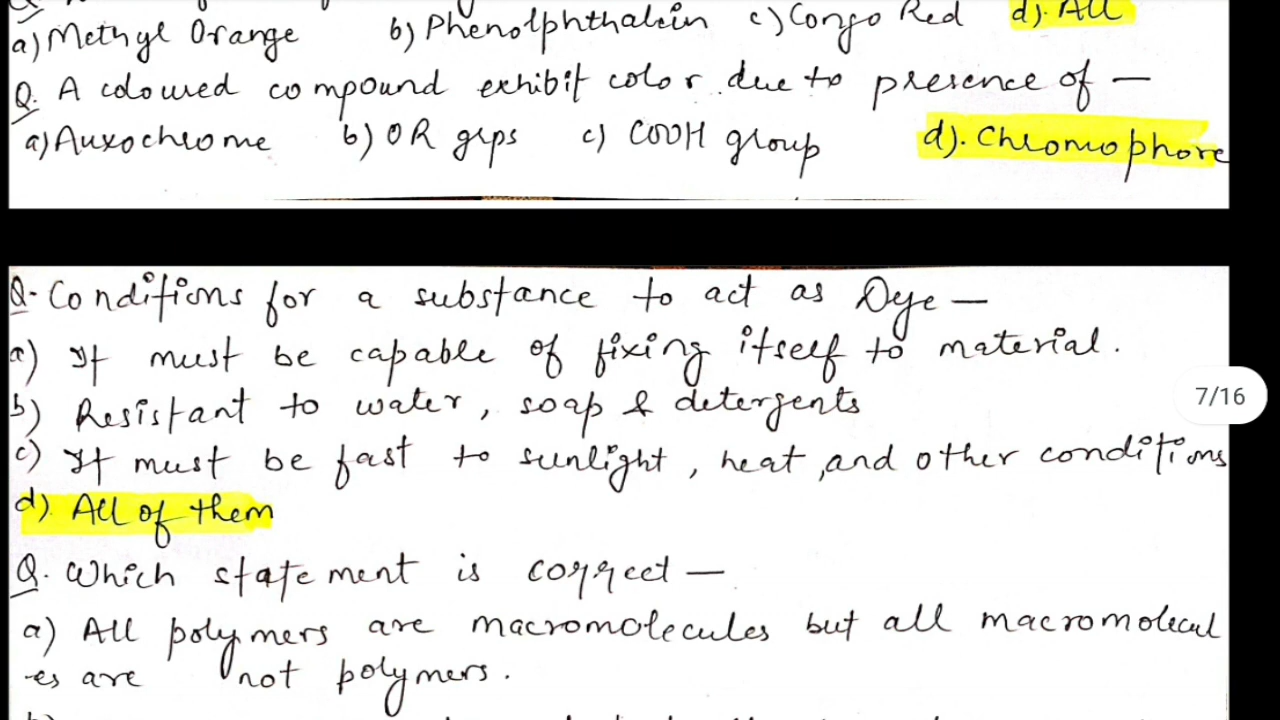 a) Methyl Orange b) Phenolphthalein c) Congo Red d). All
Q. A coloured compound exhibit color due to presence of —
a) Auxochrome b) OR grps c) COOH group d). Chromophore
Q. Conditions for a substance to act as Dye —
a) It must be capable of fixing itself to material.
7/16
b) Resistant to water, soap & detergents
c) It must be fast to sunlight, heat, and other conditions
d). All of them
Q. Which statement is correct —
a) All polymers are macromolecules but all macromolecul
-es are not polymers.